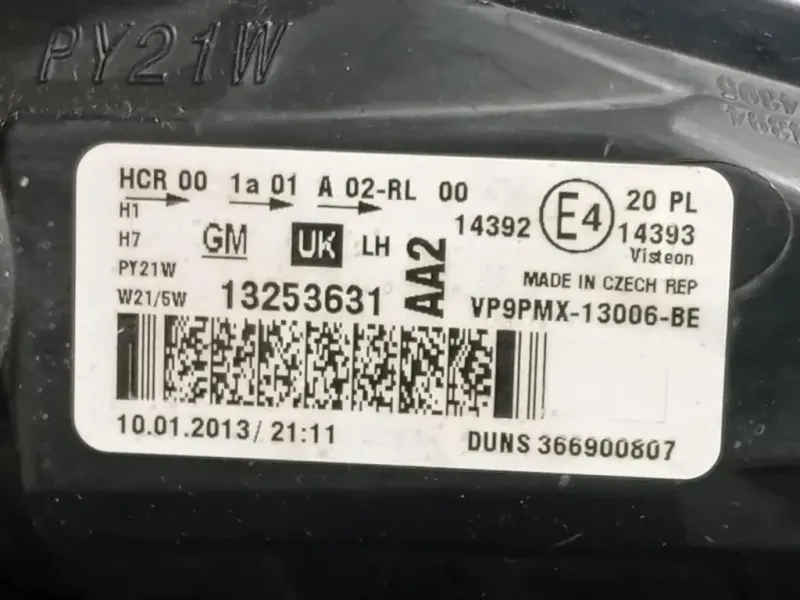 PY21W
HCR 00 1a 01 A 02-RL 00 E4 20 PL
H1 14392 14393
H7 GM UK LH AA2 Visteon
PY21W MADE IN CZECH REP
W21/5W 13253631 VP9PMX-13006-BE
10.01.2013/ 21:11 DUNS 366900807